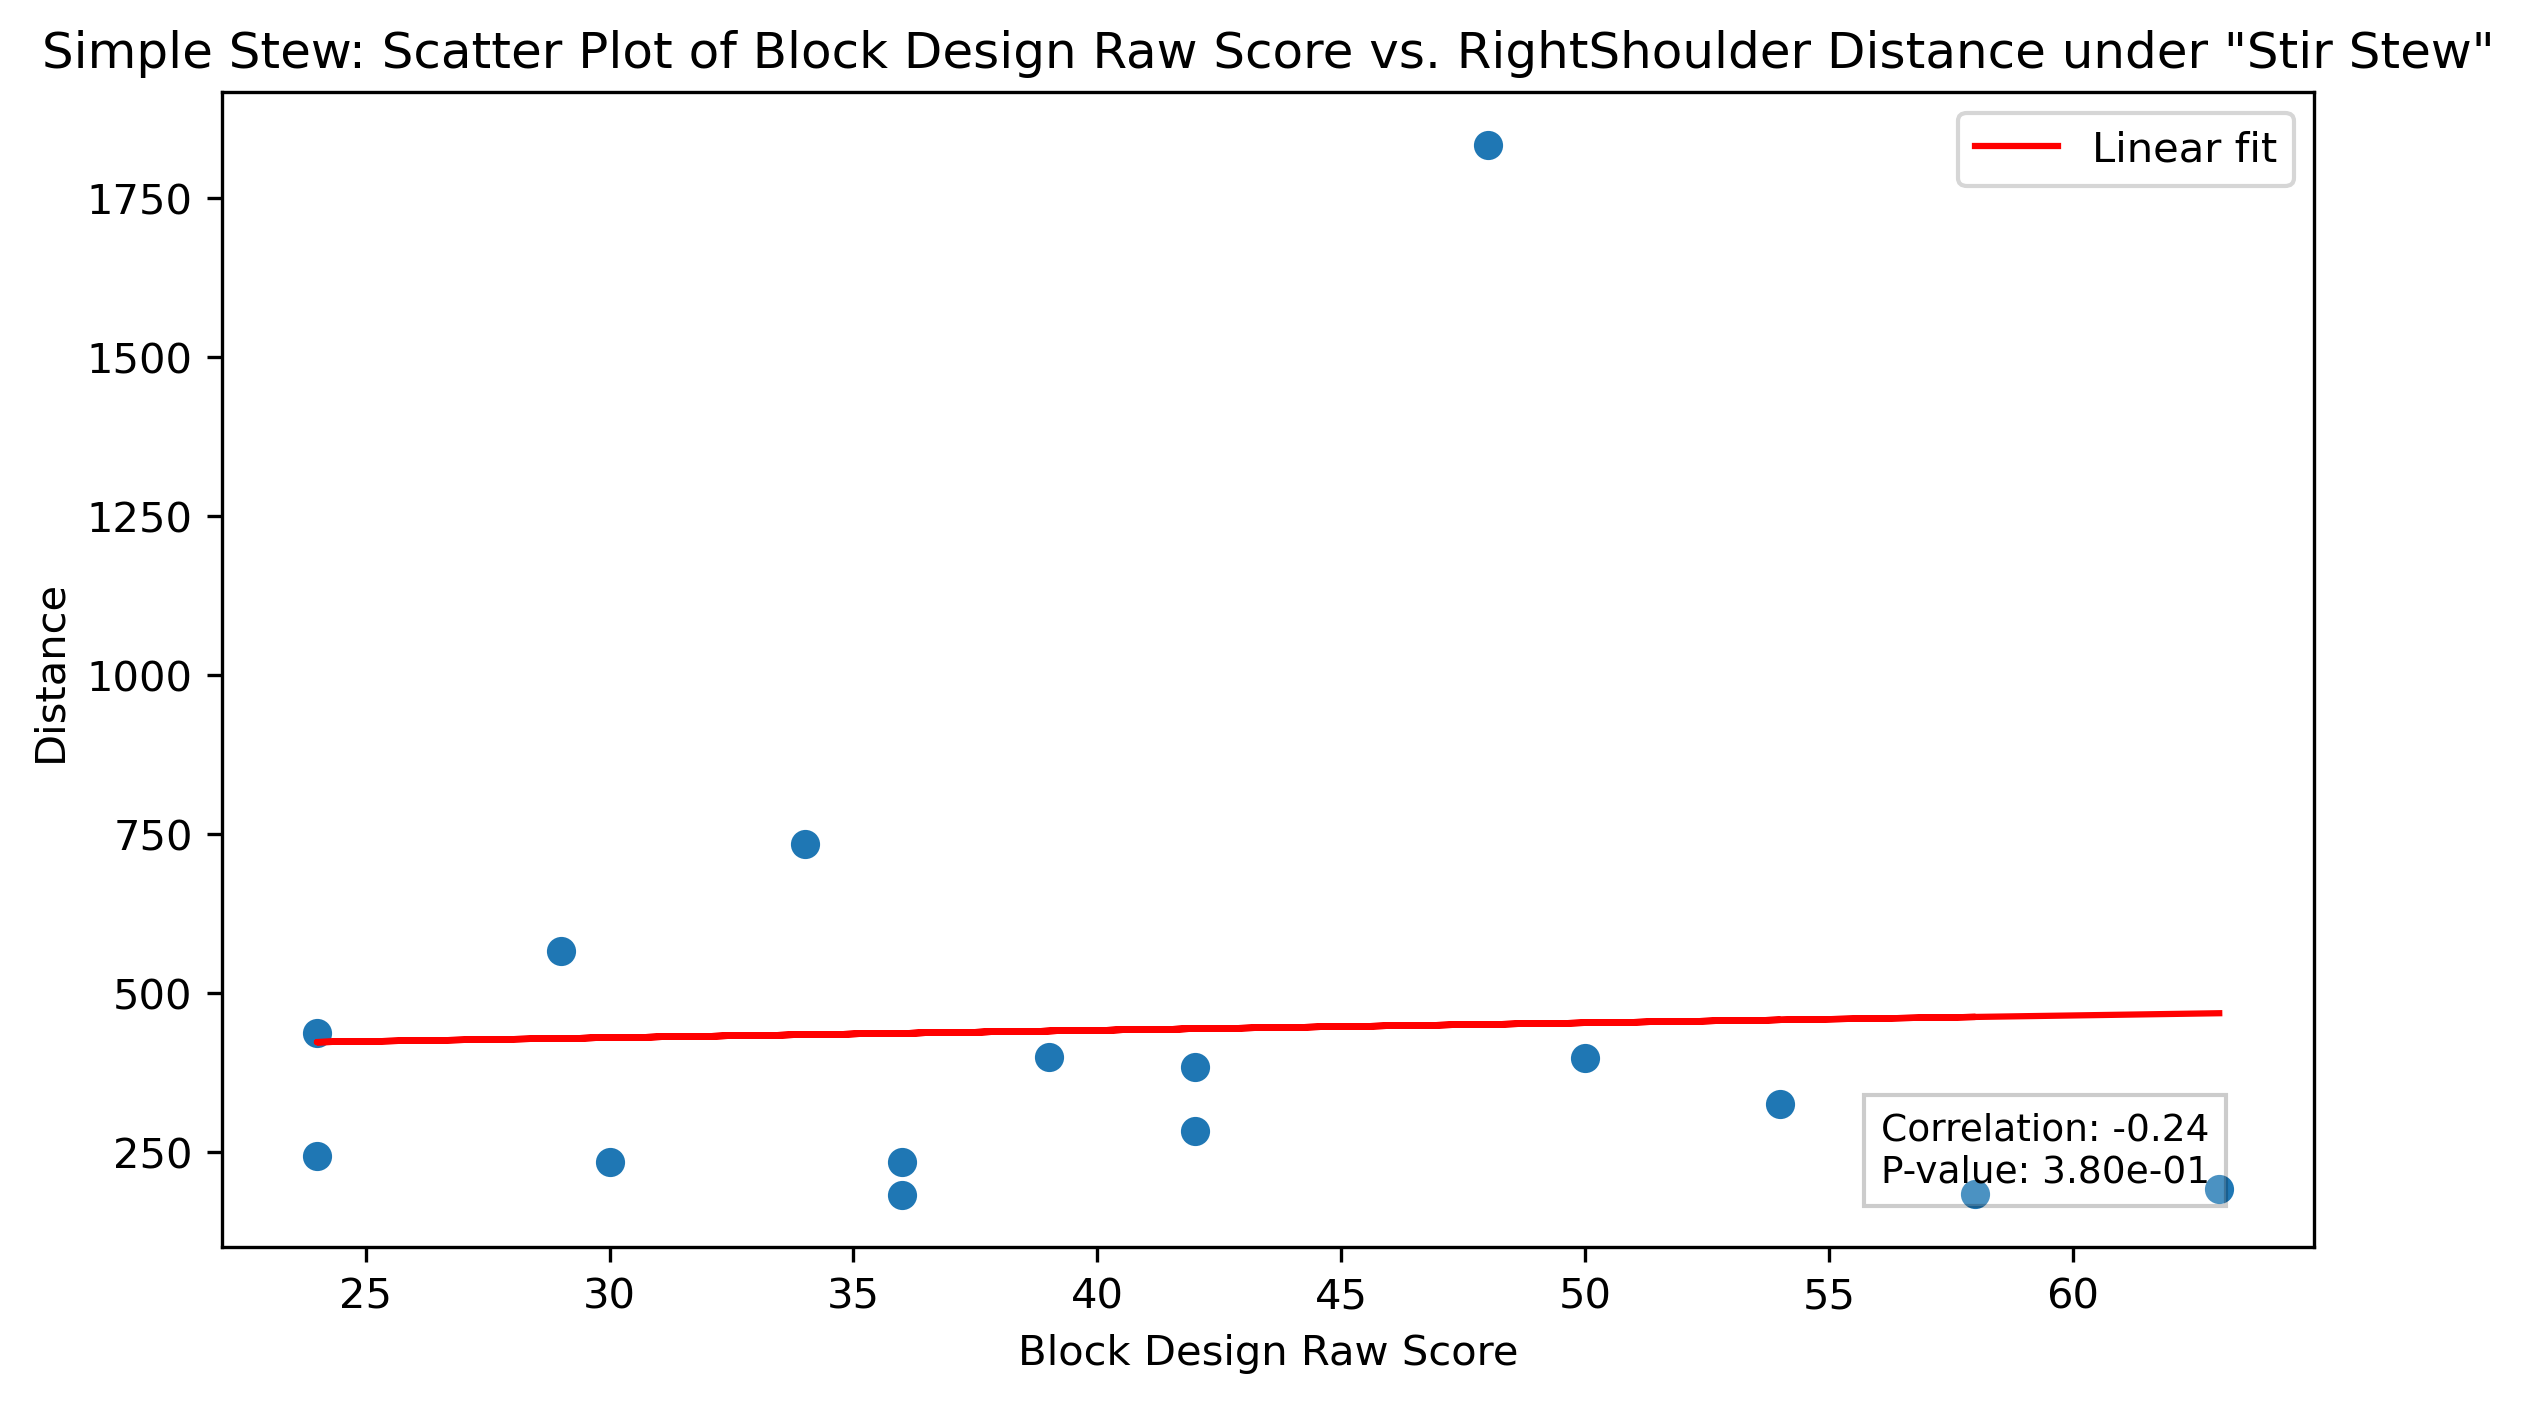 Simple Stew: Scatter Plot of Block Design Raw Score vs. RightShoulder Distance under "Stir Stew"
Linear fit
1750
1500
1250
1000
750
500
250
Distance
Correlation: -0.24
P-value: 3.80e-01
25 30 35 40 45 50 55 60
Block Design Raw Score